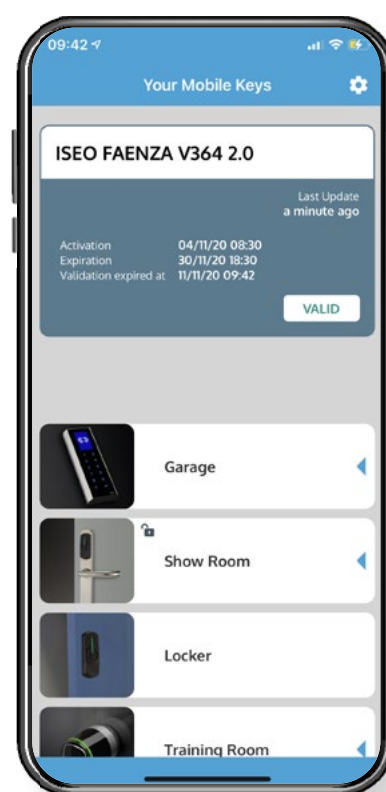 09:42
Your Mobile Keys
ISEO FAENZA V364 2.0
Last Update
a minute ago
Activation 04/11/20 08:30
Expiration 30/11/20 18:30
Validation expired at 11/11/20 09:42
VALID
Garage
Show Room
Locker
Training Room